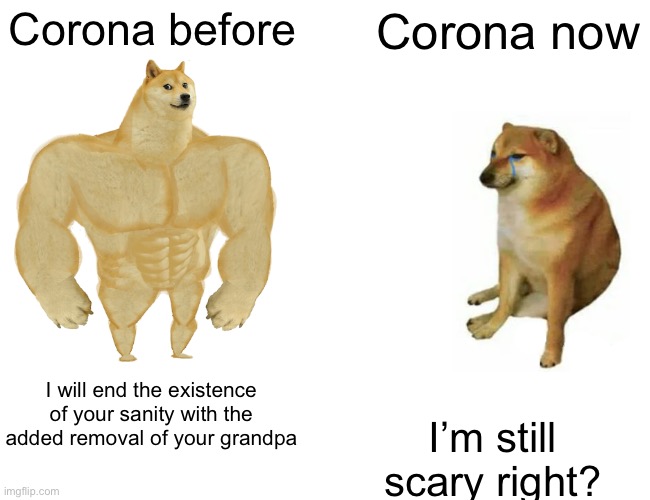 Corona before
Corona now
I will end the existence
of your sanity with the
added removal of your grandpa
I’m still
scary right?
imgflip.com